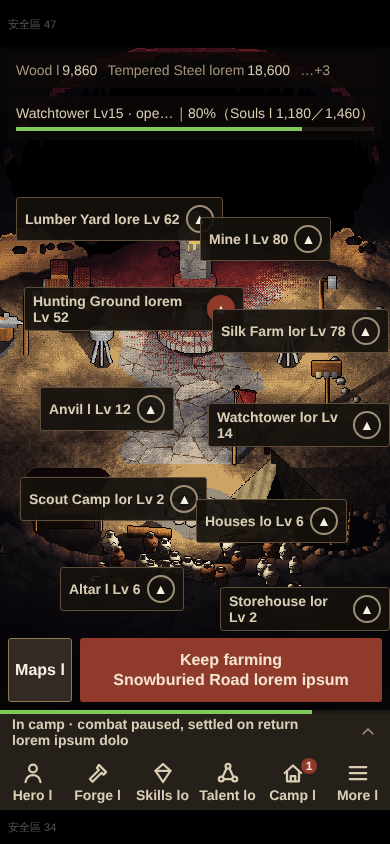 安全區 47
Wood l 9,860 Tempered Steel lorem 18,600 …+3
Watchtower Lv15 · ope… | 80%（Souls l 1,180／1,460）
Lumber Yard lore Lv 62
Mine l Lv 80
Hunting Ground lorem
Lv 52
Silk Farm lor Lv 78
Anvil l Lv 12
Watchtower lor Lv
14
Scout Camp lor Lv 2
Houses lo Lv 6
Altar l Lv 6
Storehouse lor
Lv 2
Maps l
Keep farming
Snowburied Road lorem ipsum
In camp · combat paused, settled on return
lorem ipsum dolo
1
Hero l Forge l Skills lo Talent lo Camp l More l
安全區 34